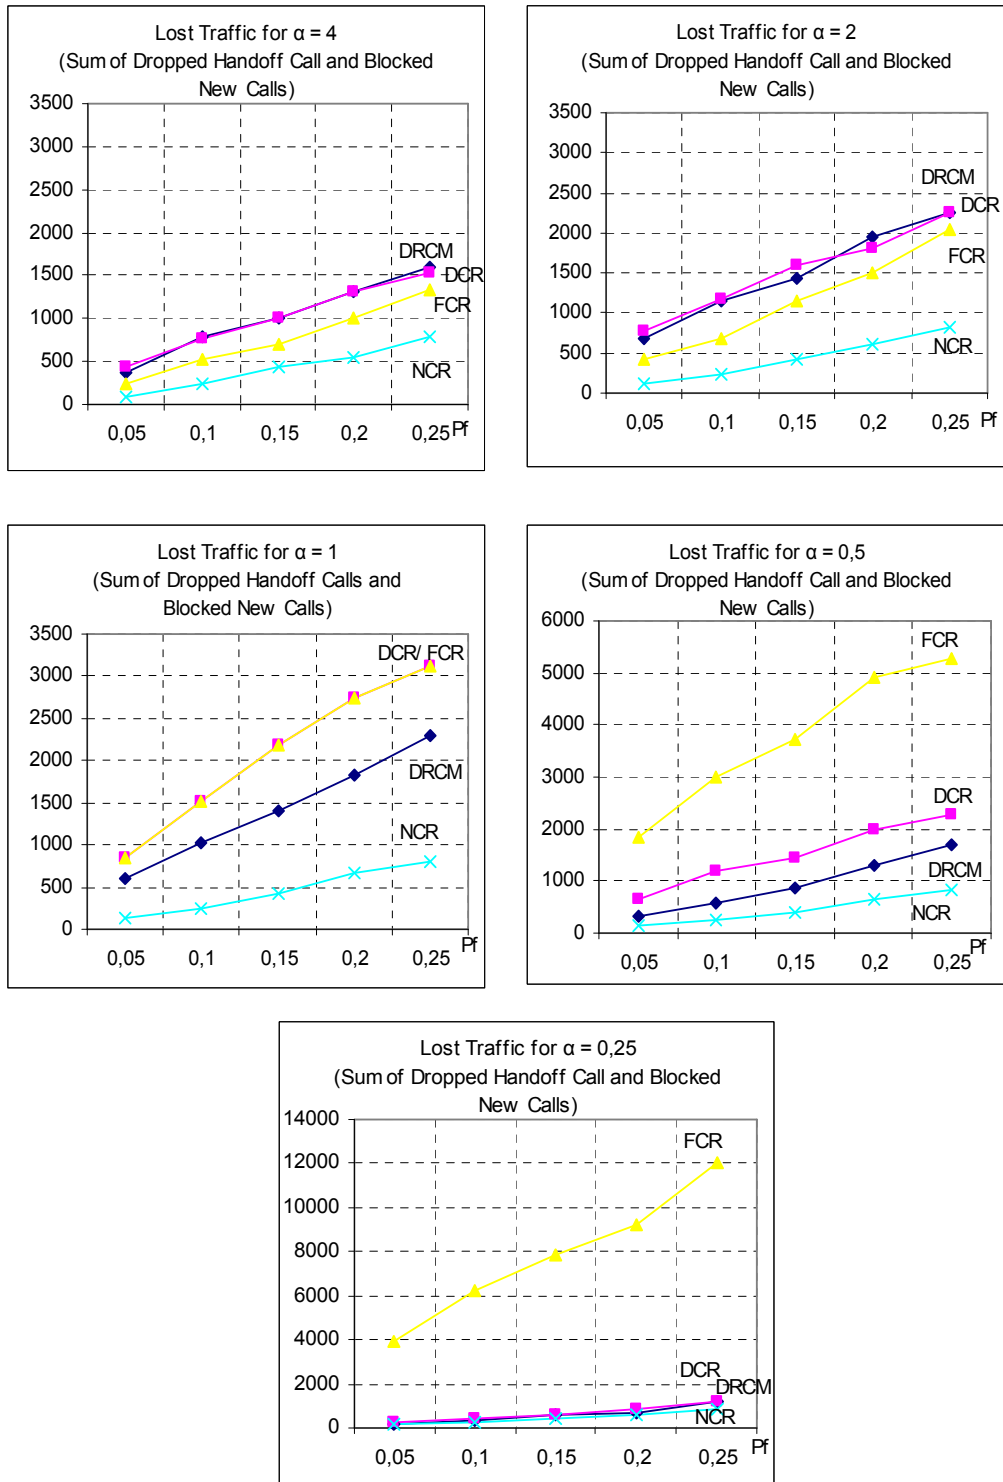 Lost Traffic for α = 4
(Sum of Dropped Handoff Call and Blocked
New Calls)
3500
3000
2500
2000
1500
1000
500
0
DRCM
DCR
FCR
NCR
0,05 0,1 0,15 0,2 0,25 Pf
Lost Traffic for α = 2
(Sum of Dropped Handoff Call and Blocked
New Calls)
3500
3000
2500
2000
1500
1000
500
0
DRCM
DCR
FCR
NCR
0,05 0,1 0,15 0,2 0,25 Pf
Lost Traffic for α = 1
(Sum of Dropped Handoff Calls and
Blocked New Calls)
3500
3000
2500
2000
1500
1000
500
0
DCR/ FCR
DRCM
NCR
Pf
0,05 0,1 0,15 0,2 0,25
Lost Traffic for α = 0,5
(Sum of Dropped Handoff Call and Blocked
New Calls)
6000
5000
4000
3000
2000
1000
0
FCR
DCR
DRCM
NCR
Pf
0,05 0,1 0,15 0,2 0,25
Lost Traffic for α = 0,25
(Sum of Dropped Handoff Call and Blocked
New Calls)
14000
12000
10000
8000
6000
4000
2000
0
FCR
DCR
DRCM
NCR
0,05 0,1 0,15 0,2 0,25 Pf